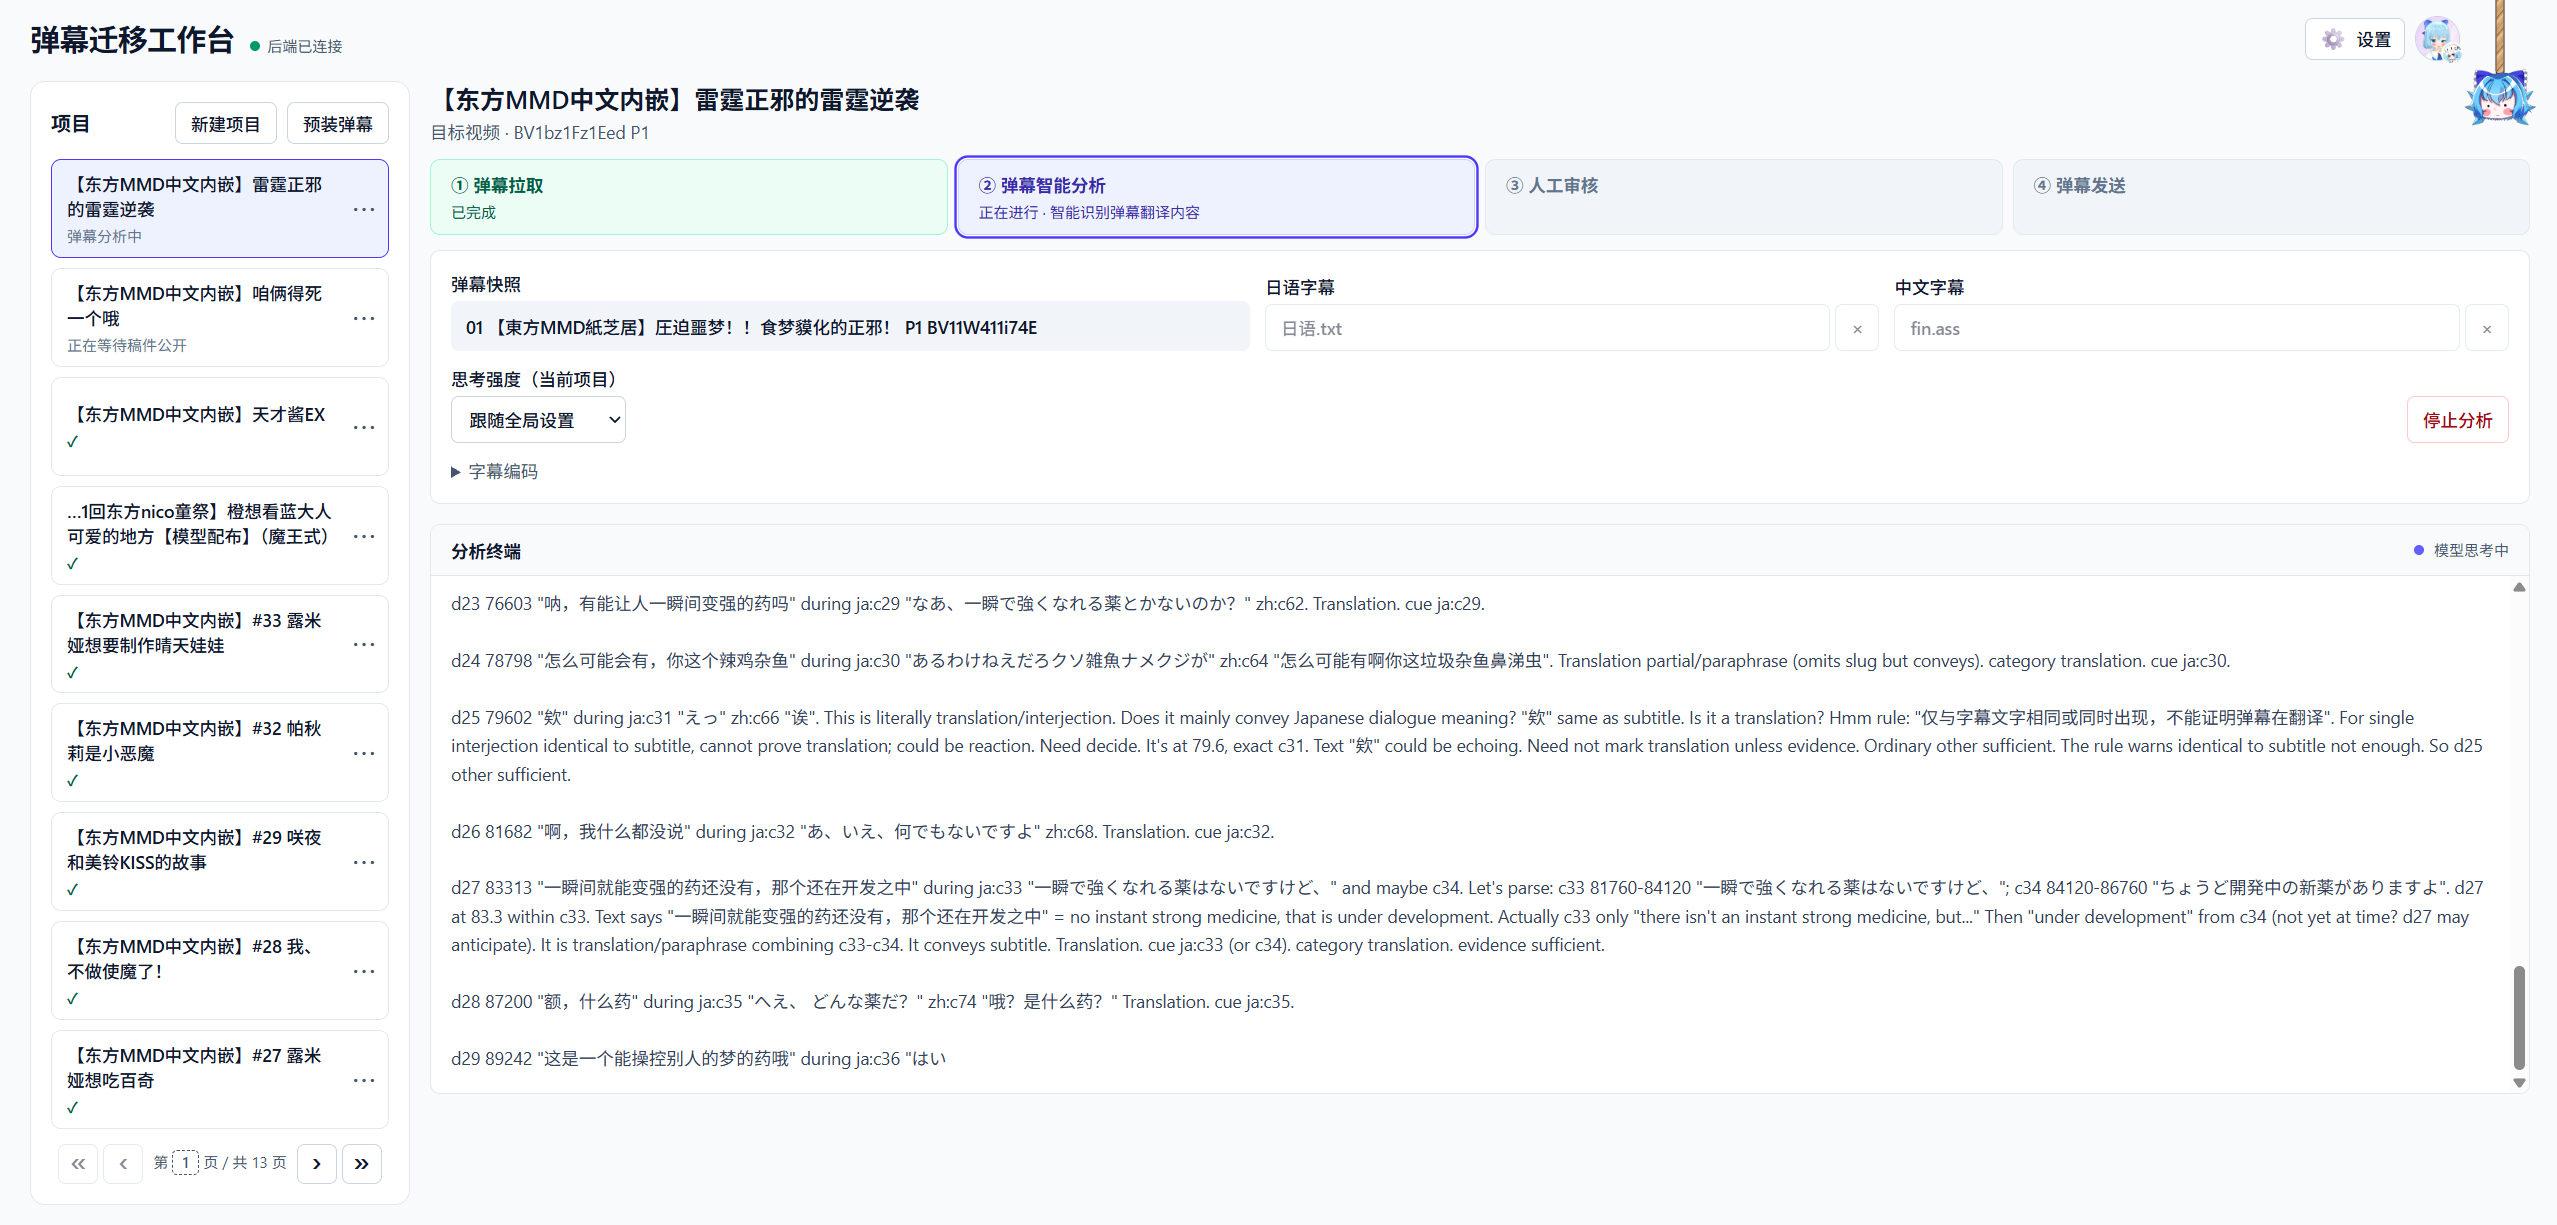 弹幕迁移工作台
后端已连接
设置
项目
新建项目
预装弹幕
【东方MMD中文内嵌】雷霆正邪
的雷霆逆袭
弹幕分析中
【东方MMD中文内嵌】咱俩得死
一个哦
正在等待稿件公开
【东方MMD中文内嵌】天才酱EX
✓
...1回东方nico童祭】橙想看蓝大人
可爱的地方【模型配布】（魔王式）
✓
【东方MMD中文内嵌】#33 露米
娅想要制作晴天娃娃
✓
【东方MMD中文内嵌】#32 帕秋
莉是小恶魔
✓
【东方MMD中文内嵌】#29 咲夜
和美铃KISS的故事
✓
【东方MMD中文内嵌】#28 我、
不做使魔了！
✓
【东方MMD中文内嵌】#27 露米
娅想吃百奇
✓
« ‹ 第 1 页 / 共 13 页 › »
【东方MMD中文内嵌】雷霆正邪的雷霆逆袭
目标视频 · BV1bz1Fz1Eed P1
① 弹幕拉取
已完成
② 弹幕智能分析
正在进行 · 智能识别弹幕翻译内容
③ 人工审核
④ 弹幕发送
弹幕快照
01 【東方MMD紙芝居】圧迫噩梦！！食梦貘化的正邪！ P1 BV11W411i74E
日语字幕
日语.txt
×
中文字幕
fin.ass
×
思考强度（当前项目）
跟随全局设置
停止分析
▶ 字幕编码
分析终端
模型思考中
d23 76603 "呐，有能让人一瞬间变强的药吗" during ja:c29 "なあ、一瞬で強くなれる薬とかないのか？" zh:c62. Translation. cue ja:c29.
d24 78798 "怎么可能会有，你这个辣鸡杂鱼" during ja:c30 "あるわけねえだろクソ雑魚ナメクジが" zh:c64 "怎么可能有啊你这垃圾杂鱼鼻涕虫". Translation partial/paraphrase (omits slug but conveys). category translation. cue ja:c30.
d25 79602 "欸" during ja:c31 "えっ" zh:c66 "诶". This is literally translation/interjection. Does it mainly convey Japanese dialogue meaning? "欸" same as subtitle. Is it a translation? Hmm rule: "仅与字幕文字相同或同时出现，不能证明弹幕在翻译". For single
interjection identical to subtitle, cannot prove translation; could be reaction. Need decide. It's at 79.6, exact c31. Text "欸" could be echoing. Need not mark translation unless evidence. Ordinary other sufficient. The rule warns identical to subtitle not enough. So d25
other sufficient.
d26 81682 "啊，我什么都没说" during ja:c32 "あ、いえ、何でもないですよ" zh:c68. Translation. cue ja:c32.
d27 83313 "一瞬间就能变强的药还没有，那个还在开发之中" during ja:c33 "一瞬で強くなれる薬はないですけど、" and maybe c34. Let's parse: c33 81760-84120 "一瞬で強くなれる薬はないですけど、"; c34 84120-86760 "ちょうど開発中の新薬がありますよ". d27
at 83.3 within c33. Text says "一瞬间就能变强的药还没有，那个还在开发之中" = no instant strong medicine, that is under development. Actually c33 only "there isn't an instant strong medicine, but..." Then "under development" from c34 (not yet at time? d27 may
anticipate). It is translation/paraphrase combining c33-c34. It conveys subtitle. Translation. cue ja:c33 (or c34). category translation. evidence sufficient.
d28 87200 "额，什么药" during ja:c35 "へえ、 どんな薬だ？" zh:c74 "哦？是什么药？" Translation. cue ja:c35.
d29 89242 "这是一个能操控别人的梦的药哦" during ja:c36 "はい